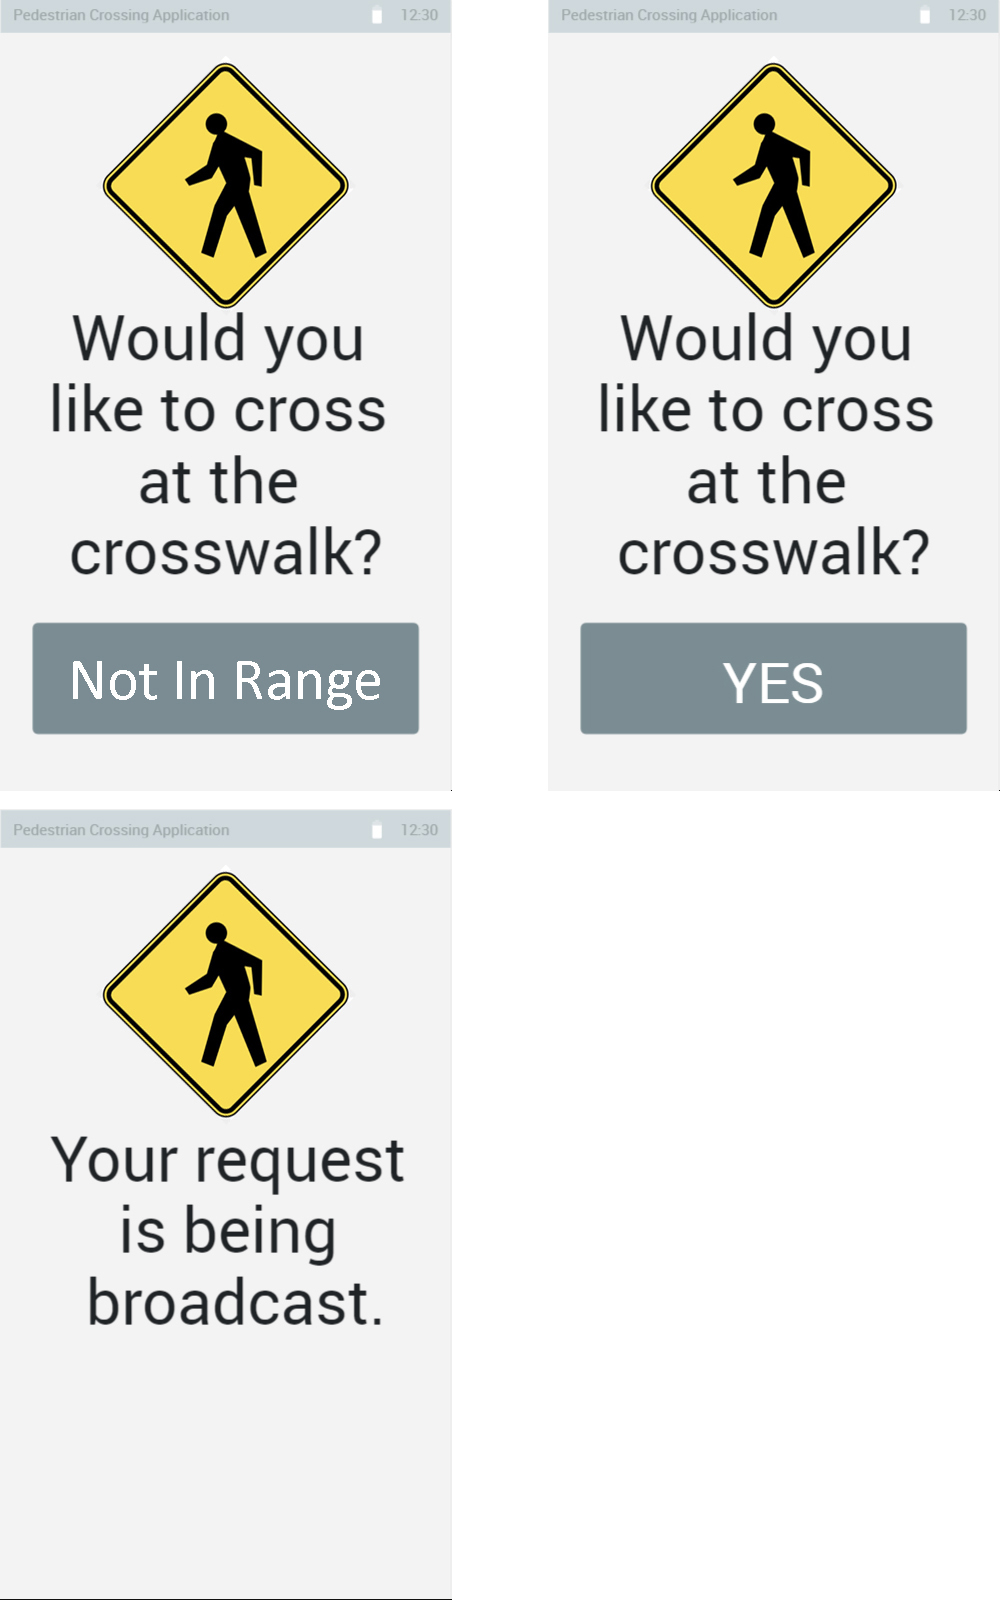 Pedestrian Crossing Application 12:30
Would you
like to cross
at the
crosswalk?
Not In Range
Pedestrian Crossing Application 12:30
Would you
like to cross
at the
crosswalk?
YES
Pedestrian Crossing Application 12:30
Your request
is being
broadcast.